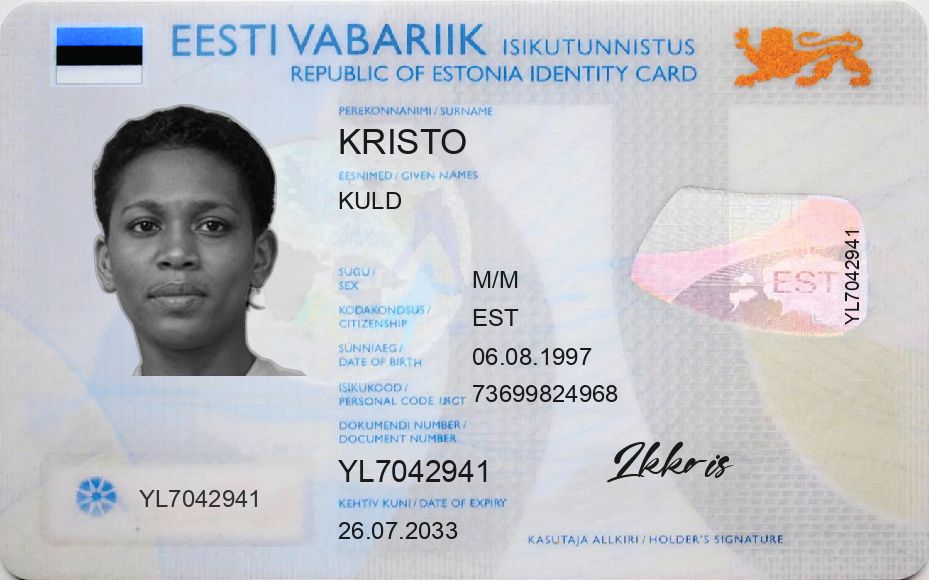 EESTI VABARIIK ISIKUTUNNISTUS
REPUBLIC OF ESTONIA IDENTITY CARD
PEREKONNANIMI / SURNAME
KRISTO
EESNIMED / GIVEN NAMES
KULD
SUGU / SEX
M/M
KODAKONDSUS / CITIZENSHIP
EST
SÜNNIAEG / DATE OF BIRTH
06.08.1997
ISIKUKOOD / PERSONAL CODE
73699824968
DOKUMENDI NUMBER / DOCUMENT NUMBER
YL7042941
KEHTIV KUNI / DATE OF EXPIRY
26.07.2033
KASUTAJA ALLKIRI / HOLDER'S SIGNATURE
YL7042941
EST
YL7042941